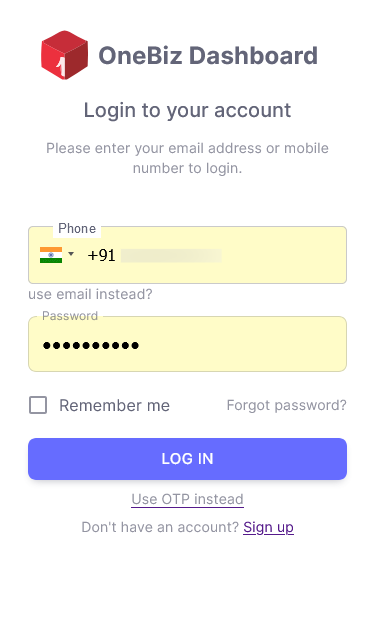 OneBiz Dashboard
Login to your account
Please enter your email address or mobile
number to login.
Phone
+91
use email instead?
Password
Remember me
Forgot password?
LOG IN
Use OTP instead
Don't have an account? Sign up